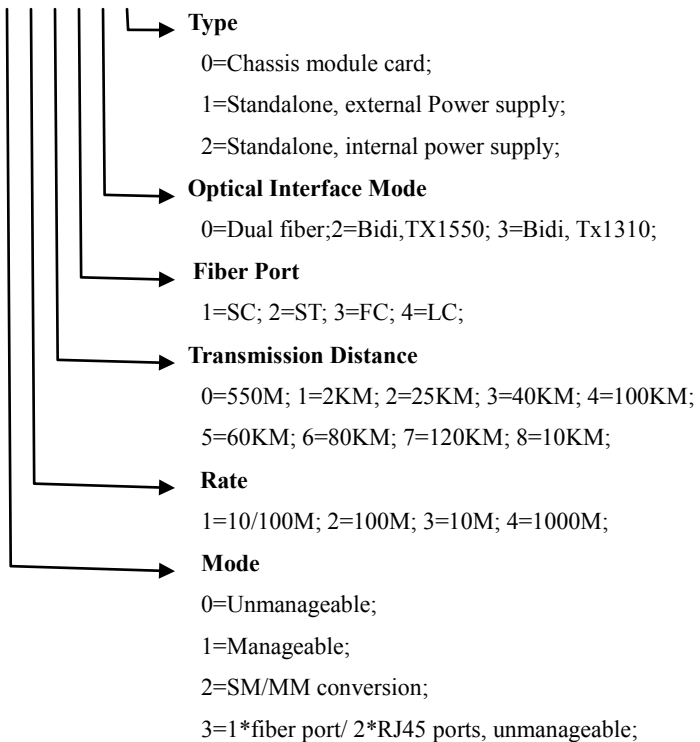 Type
0=Chassis module card;
1=Standalone, external Power supply;
2=Standalone, internal power supply;
Optical Interface Mode
0=Dual fiber;2=Bidi,TX1550; 3=Bidi, Tx1310;
Fiber Port
1=SC; 2=ST; 3=FC; 4=LC;
Transmission Distance
0=550M; 1=2KM; 2=25KM; 3=40KM; 4=100KM;
5=60KM; 6=80KM; 7=120KM; 8=10KM;
Rate
1=10/100M; 2=100M; 3=10M; 4=1000M;
Mode
0=Unmanageable;
1=Manageable;
2=SM/MM conversion;
3=1*fiber port/ 2*RJ45 ports, unmanageable;